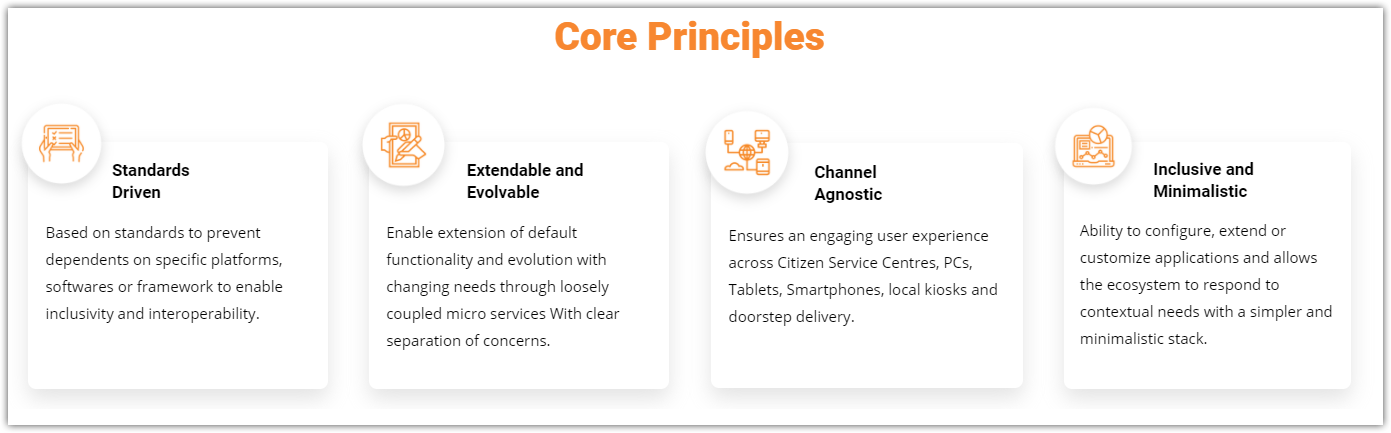 Core Principles
Standards
Driven
Based on standards to prevent
dependents on specific platforms,
softwares or framework to enable
inclusivity and interoperability.
Extendable and
Evolvable
Enable extension of default
functionality and evolution with
changing needs through loosely
coupled micro services With clear
separation of concerns.
Channel
Agnostic
Ensures an engaging user experience
across Citizen Service Centres, PCs,
Tablets, Smartphones, local kiosks and
doorstep delivery.
Inclusive and
Minimalistic
Ability to configure, extend or
customize applications and allows
the ecosystem to respond to
contextual needs with a simpler and
minimalistic stack.